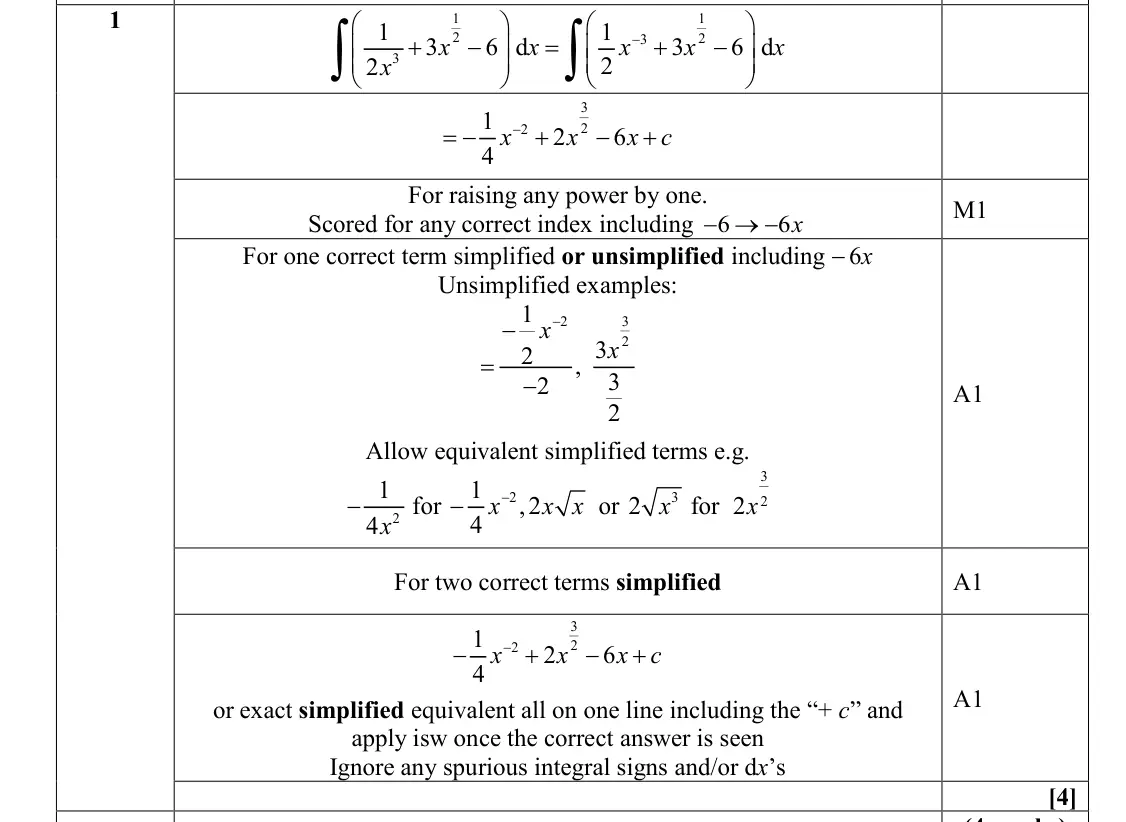 1
∫(1/(2x³) + 3x^(1/2) − 6) dx = ∫(1/2 x⁻³ + 3x^(1/2) − 6) dx
= −1/4 x⁻² + 2x^(3/2) − 6x + c
For raising any power by one.
Scored for any correct index including −6 → −6x
M1
For one correct term simplified or unsimplified including − 6x
Unsimplified examples:
= (−1/2 x⁻²)/(−2), (3x^(3/2))/(3/2)
A1
Allow equivalent simplified terms e.g.
−1/(4x²) for −1/4 x⁻², 2x√x or 2√x³ for 2x^(3/2)
For two correct terms simplified
A1
−1/4 x⁻² + 2x^(3/2) − 6x + c
or exact simplified equivalent all on one line including the “+ c” and
apply isw once the correct answer is seen
Ignore any spurious integral signs and/or dx’s
A1
[4]